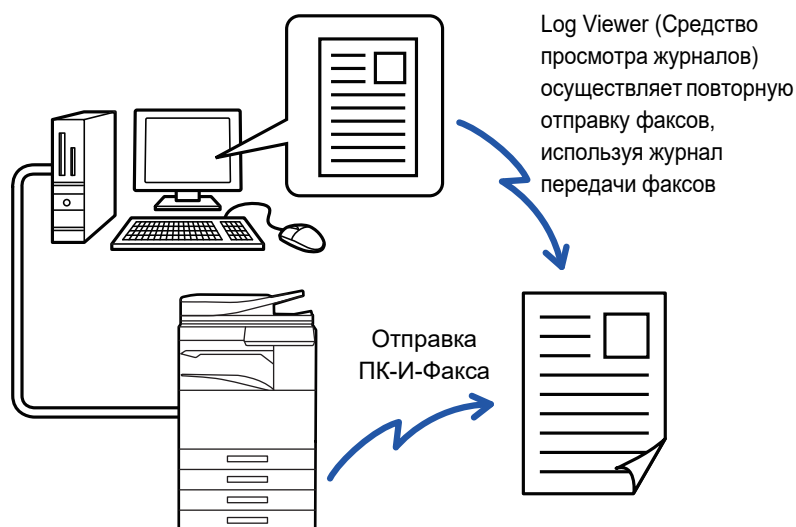 Log Viewer (Средство
просмотра журналов)
осуществляет повторную
отправку факсов,
используя журнал
передачи факсов
Отправка
ПК-И-Факса